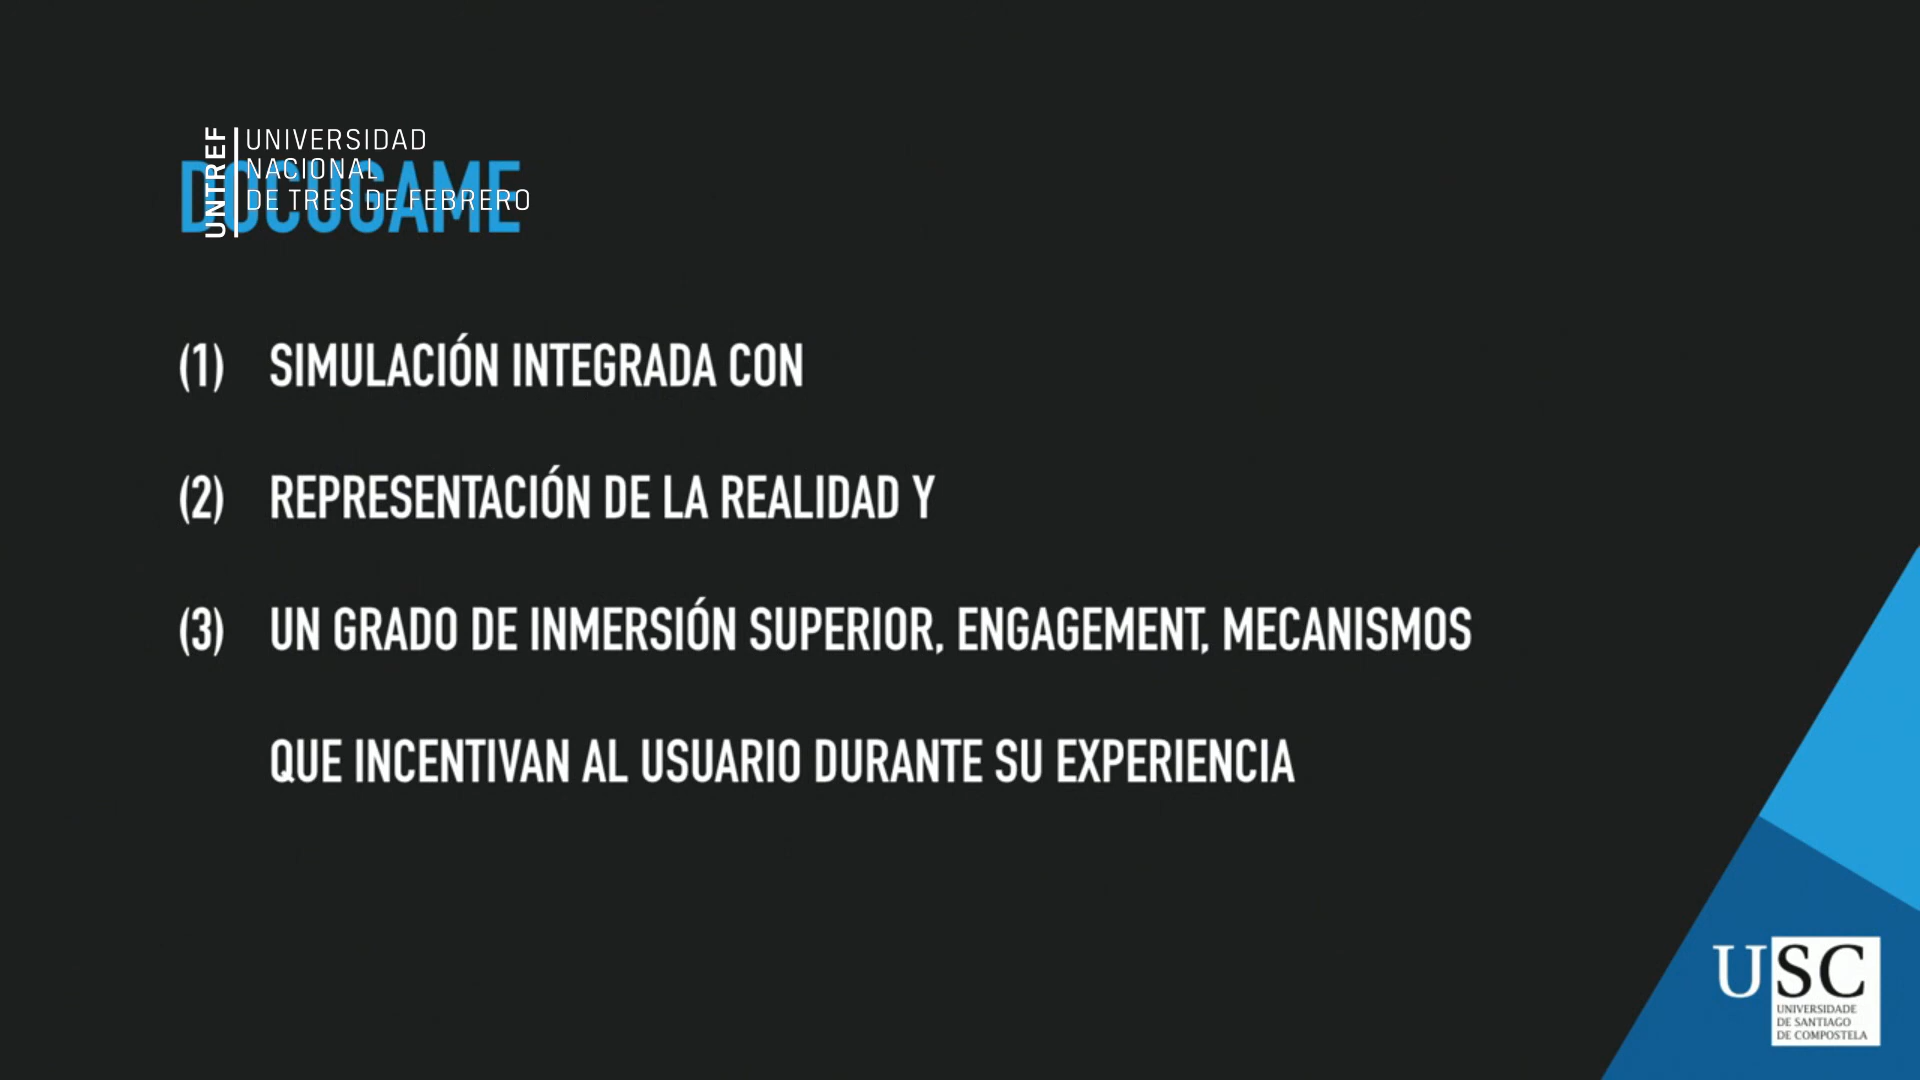 UNTREF
UNIVERSIDAD
NACIONAL
DE TRES DE FEBRERO
DOCUGAME
(1) SIMULACIÓN INTEGRADA CON
(2) REPRESENTACIÓN DE LA REALIDAD Y
(3) UN GRADO DE INMERSIÓN SUPERIOR, ENGAGEMENT, MECANISMOS
QUE INCENTIVAN AL USUARIO DURANTE SU EXPERIENCIA
USC
UNIVERSIDADE
DE SANTIAGO
DE COMPOSTELA